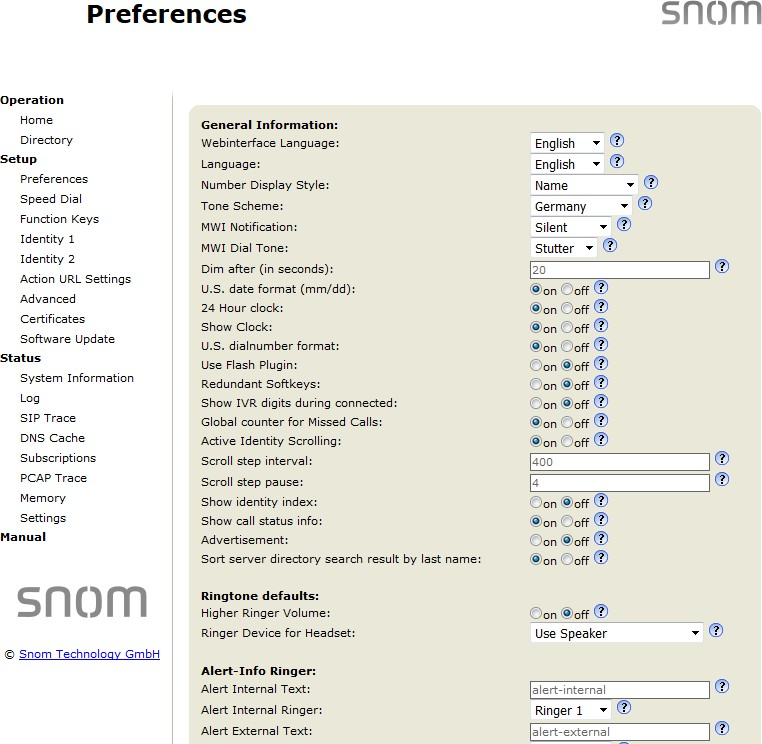 Preferences
snom
Operation
Home
Directory
Setup
Preferences
Speed Dial
Function Keys
Identity 1
Identity 2
Action URL Settings
Advanced
Certificates
Software Update
Status
System Information
Log
SIP Trace
DNS Cache
Subscriptions
PCAP Trace
Memory
Settings
Manual
snom
© Snom Technology GmbH
General Information:
Webinterface Language: English ?
Language: English ?
Number Display Style: Name ?
Tone Scheme: Germany ?
MWI Notification: Silent ?
MWI Dial Tone: Stutter ?
Dim after (in seconds): 20 ?
U.S. date format (mm/dd): on off ?
24 Hour clock: on off ?
Show Clock: on off ?
U.S. dialnumber format: on off ?
Use Flash Plugin: on off ?
Redundant Softkeys: on off ?
Show IVR digits during connected: on off ?
Global counter for Missed Calls: on off ?
Active Identity Scrolling: on off ?
Scroll step interval: 400 ?
Scroll step pause: 4 ?
Show identity index: on off ?
Show call status info: on off ?
Advertisement: on off ?
Sort server directory search result by last name: on off ?
Ringtone defaults:
Higher Ringer Volume: on off ?
Ringer Device for Headset: Use Speaker ?
Alert-Info Ringer:
Alert Internal Text: alert-internal ?
Alert Internal Ringer: Ringer 1 ?
Alert External Text: alert-external ?